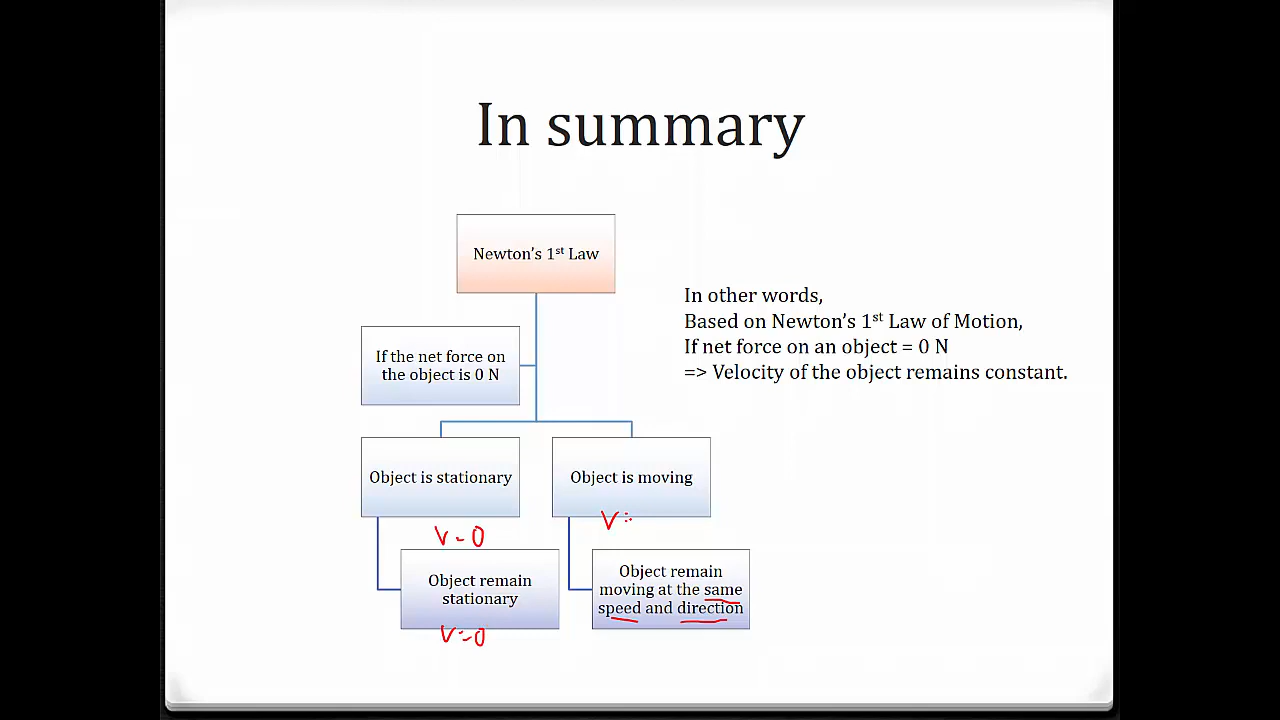 In summary
Newton's 1st Law
In other words,
Based on Newton's 1st Law of Motion,
If net force on an object = 0 N
=> Velocity of the object remains constant.
If the net force on
the object is 0 N
Object is stationary
Object is moving
V = 0
V =
Object remain
stationary
Object remain
moving at the same
speed and direction
V = 0